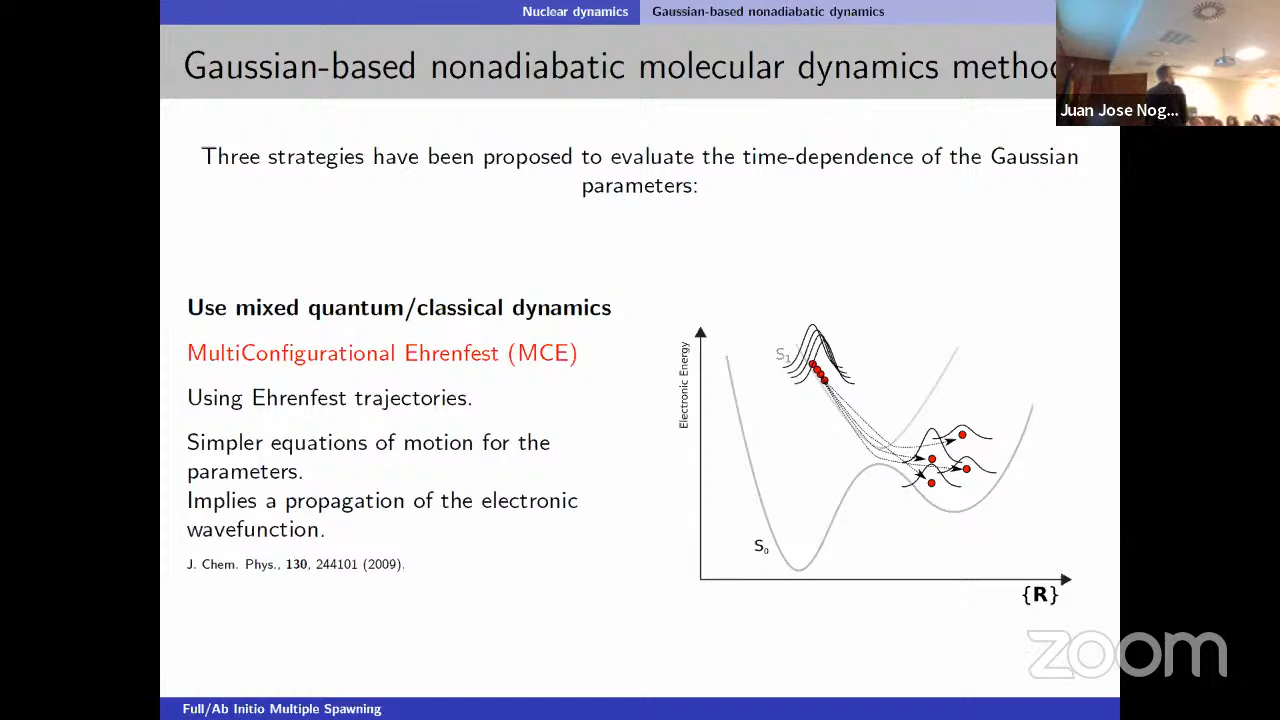 Nuclear dynamics Gaussian-based nonadiabatic dynamics
Gaussian-based nonadiabatic molecular dynamics
Juan Jose Nog...
Three strategies have been proposed to evaluate the time-dependence of the Gaussian
parameters:
Use mixed quantum/classical dynamics
MultiConfigurational Ehrenfest (MCE)
Using Ehrenfest trajectories.
Simpler equations of motion for the
parameters.
Implies a propagation of the electronic
wavefunction.
J. Chem. Phys., 130, 244101 (2009).
Electronic Energy
S1
S0
{R}
zoom
Full/Ab Initio Multiple Spawning